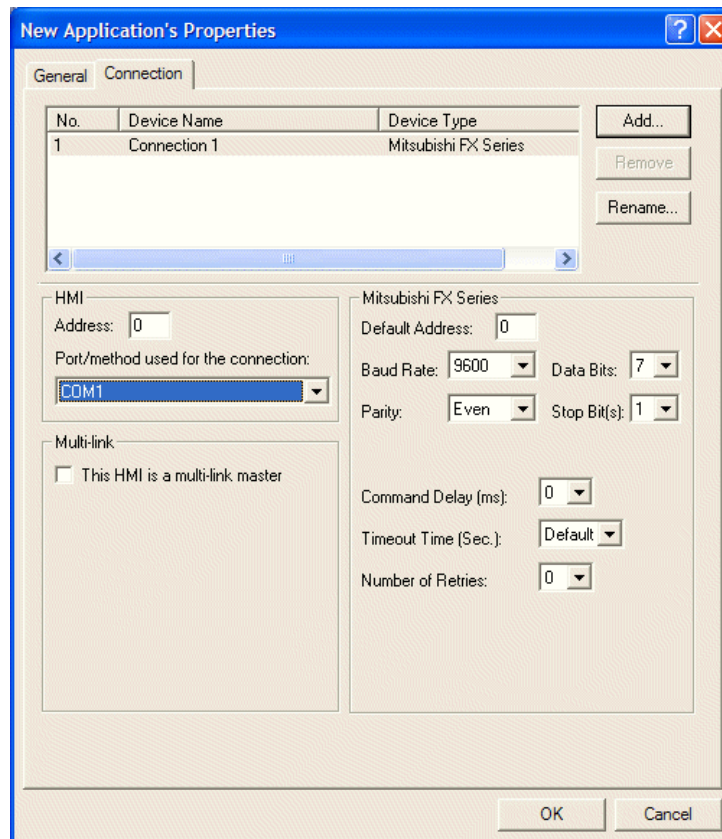 New Application's Properties
General Connection
No. Device Name Device Type
1 Connection 1 Mitsubishi FX Series
Add...
Remove
Rename...
HMI
Address: 0
Port/method used for the connection:
COM1
Multi-link
This HMI is a multi-link master
Mitsubishi FX Series
Default Address: 0
Baud Rate: 9600 Data Bits: 7
Parity: Even Stop Bit(s): 1
Command Delay (ms): 0
Timeout Time (Sec.): Default
Number of Retries: 0
OK Cancel